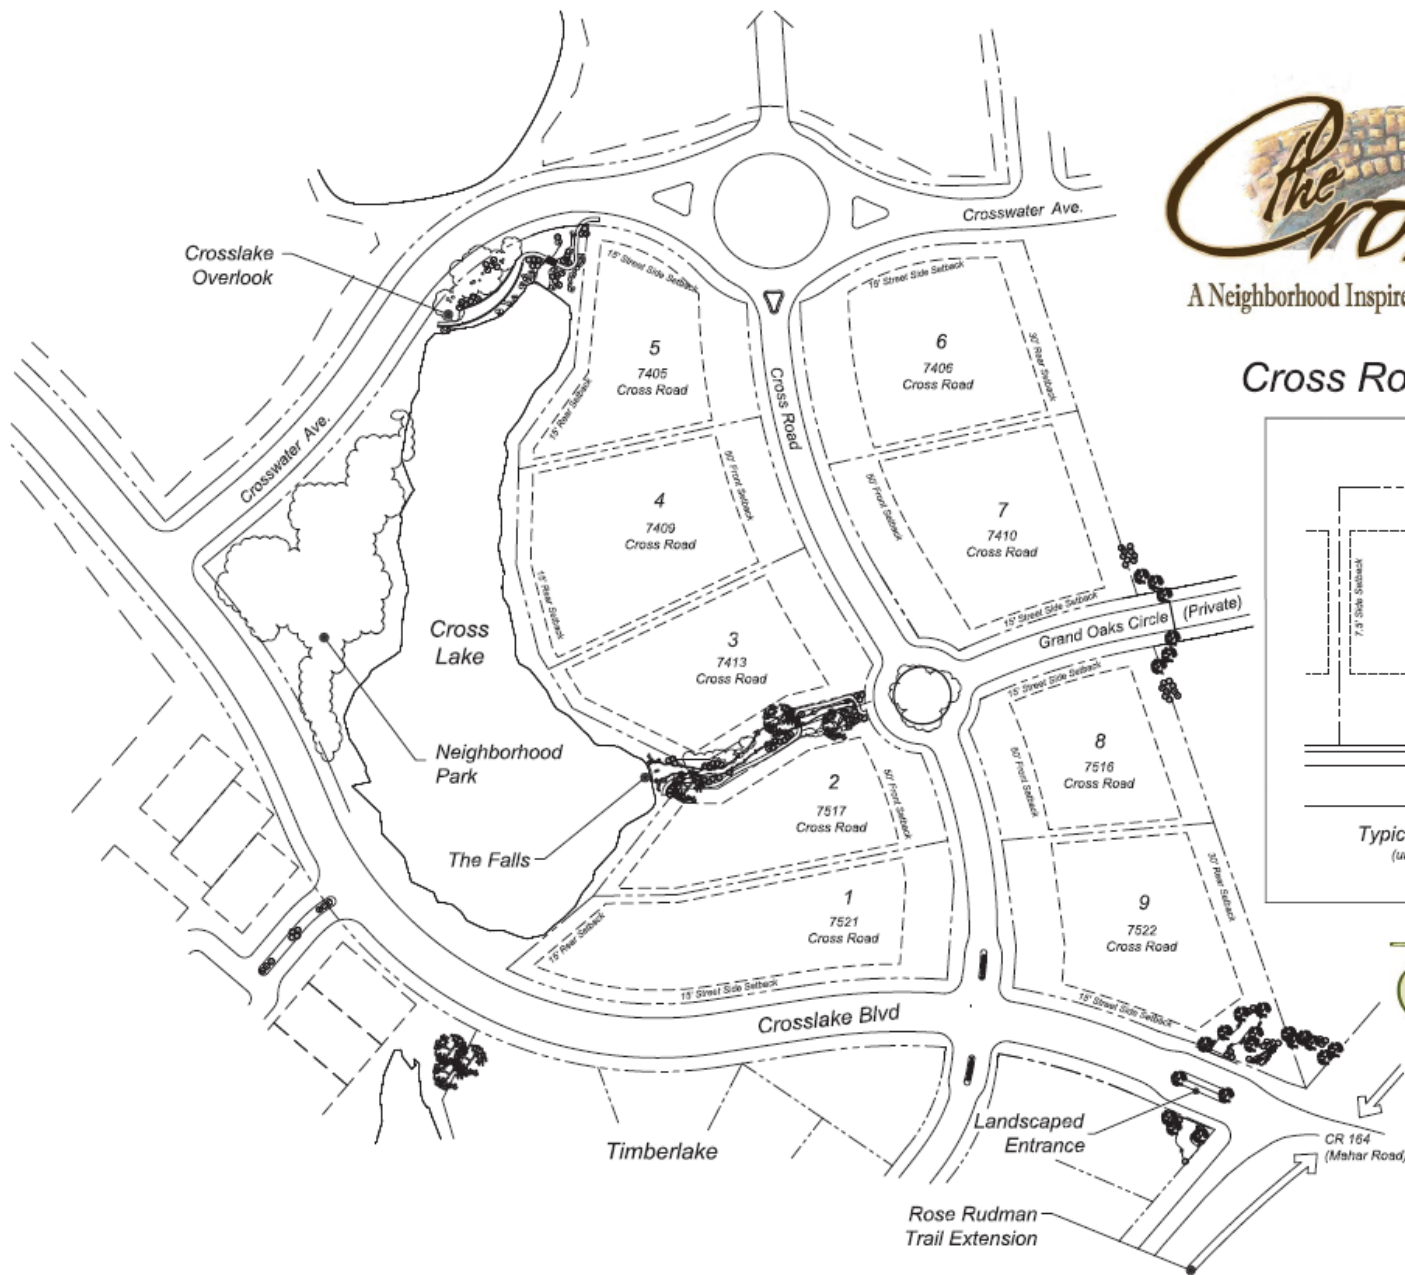 Crosswater Ave.
Crosslake
Overlook
15' Street Side Setback
15' Street Side Setback
The
A Neighborhood Inspire
Cross Ro
5
7405
Cross Road
6
7406
Cross Road
30' Rear Setback
15' Rear Setback
Cross Road
Crosswater Ave.
4
7409
Cross Road
50' Front Setback
50' Front Setback
7
7410
Cross Road
15' Rear Setback
7.5' Side Setback
15' Street Side Setback
Grand Oaks Circle (Private)
Cross
Lake
3
7413
Cross Road
15' Street Side Setback
Neighborhood
Park
2
7517
Cross Road
50' Front Setback
50' Front Setback
8
7516
Cross Road
The Falls
Typic
(u
30' Rear Setback
1
7521
Cross Road
9
7522
Cross Road
15' Rear Setback
15' Street Side Setback
15' Street Side Setback
Crosslake Blvd
Timberlake
Landscaped
Entrance
CR 164
(Mahar Road)
Rose Rudman
Trail Extension